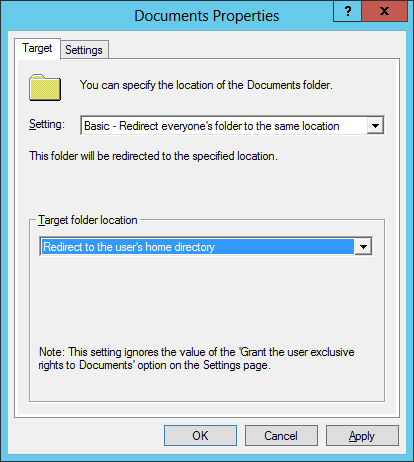 Documents Properties
?
x
Target
Settings
You can specify the location of the Documents folder.
Setting:
Basic - Redirect everyone's folder to the same location
This folder will be redirected to the specified location.
Target folder location
Redirect to the user's home directory
Note: This setting ignores the value of the 'Grant the user exclusive
rights to Documents' option on the Settings page.
OK
Cancel
Apply